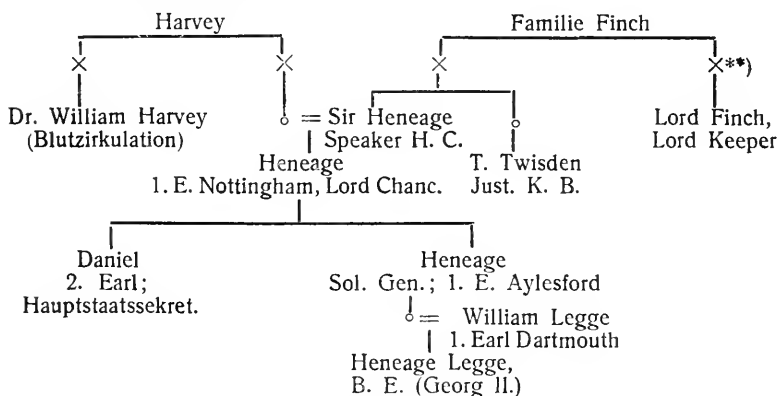 Harvey
Familie Finch
**)
Dr. William Harvey
(Blutzirkulation)
= Sir Heneage
Speaker H. C.
Lord Finch,
Lord Keeper
Heneage
1. E. Nottingham, Lord Chanc.
T. Twisden
Just. K. B.
Daniel
2. Earl;
Hauptstaatssekret.
Heneage
Sol. Gen.; 1. E. Aylesford
= William Legge
1. Earl Dartmouth
Heneage Legge,
B. E. (Georg II.)